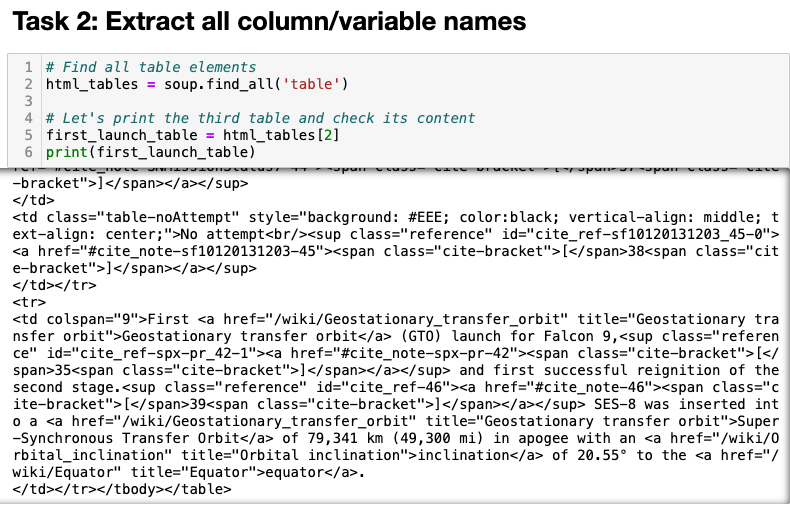 Task 2: Extract all column/variable names
1 # Find all table elements
2 html_tables = soup.find_all('table')
3
4 # Let's print the third table and check its content
5 first_launch_table = html_tables[2]
6 print(first_launch_table)
-bracket">]</span></a></sup>
</td>
<td class="table-noAttempt" style="background: #EEE; color:black; vertical-align: middle; t
ext-align: center;">No attempt<br/><sup class="reference" id="cite_ref-sf10120131203_45-0">
<a href="#cite_note-sf10120131203-45"><span class="cite-bracket">[</span>38<span class="cit
e-bracket">]</span></a></sup>
</td></tr>
<tr>
<td colspan="9">First <a href="/wiki/Geostationary_transfer_orbit" title="Geostationary tra
nsfer orbit">Geostationary transfer orbit</a> (GTO) launch for Falcon 9,<sup class="referen
ce" id="cite_ref-spx-pr_42-1"><a href="#cite_note-spx-pr-42"><span class="cite-bracket">[</
span>35<span class="cite-bracket">]</span></a></sup> and first successful reignition of the
second stage.<sup class="reference" id="cite_ref-46"><a href="#cite_note-46"><span class="c
ite-bracket">[</span>39<span class="cite-bracket">]</span></a></sup> SES-8 was inserted int
o a <a href="/wiki/Geostationary_transfer_orbit" title="Geostationary transfer orbit">Super
-Synchronous Transfer Orbit</a> of 79,341 km (49,300 mi) in apogee with an <a href="/wiki/O
rbital_inclination" title="Orbital inclination">inclination</a> of 20.55° to the <a href="/
wiki/Equator" title="Equator">equator</a>.
</td></tr></tbody></table>